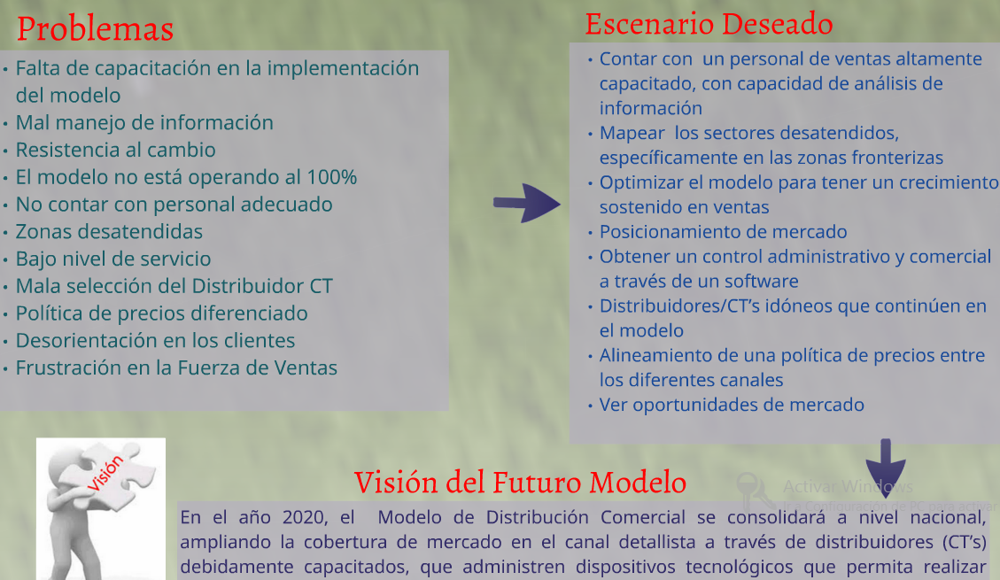 Problemas
• Falta de capacitación en la implementación
del modelo
• Mal manejo de información
• Resistencia al cambio
• El modelo no está operando al 100%
• No contar con personal adecuado
• Zonas desatendidas
• Bajo nivel de servicio
• Mala selección del Distribuidor CT
• Política de precios diferenciado
• Desorientación en los clientes
• Frustración en la Fuerza de Ventas
Escenario Deseado
• Contar con un personal de ventas altamente
capacitado, con capacidad de análisis de
información
• Mapear los sectores desatendidos,
específicamente en las zonas fronterizas
• Optimizar el modelo para tener un crecimiento
sostenido en ventas
• Posicionamiento de mercado
• Obtener un control administrativo y comercial
a través de un software
• Distribuidores/CT's idóneos que continúen en
el modelo
• Alineamiento de una política de precios entre
los diferentes canales
• Ver oportunidades de mercado
Visión
Visión del Futuro Modelo
Activar Windows
Ir a Configuración de PC para activar
En el año 2020, el Modelo de Distribución Comercial se consolidará a nivel nacional,
ampliando la cobertura de mercado en el canal detallista a través de distribuidores (CT's)
debidamente capacitados, que administren dispositivos tecnológicos que permita realizar